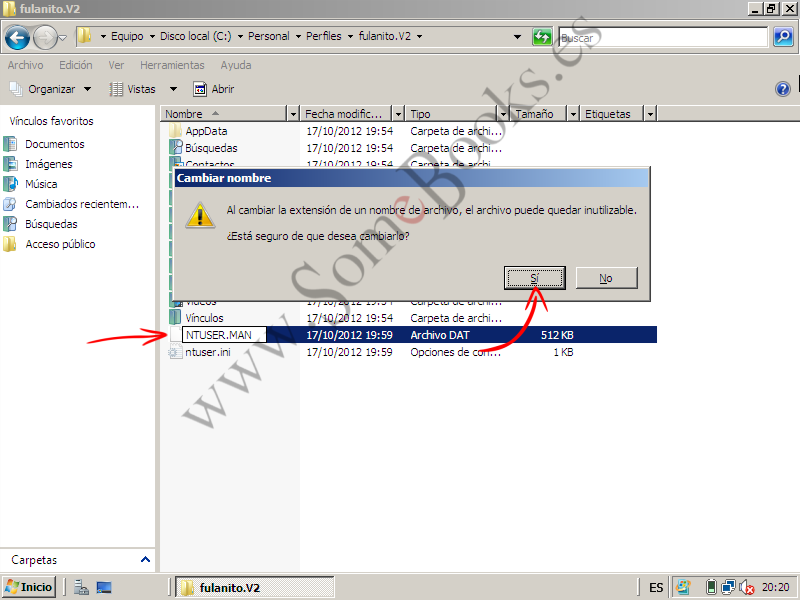 fulanito.V2
Equipo Disco local (C:) Personal Perfiles fulanito.V2
Buscar
Archivo Edición Ver Herramientas Ayuda
Organizar Vistas Abrir
Vínculos favoritos
Documentos
Imágenes
Música
Cambiados recientem...
Búsquedas
Acceso público
Nombre Fecha modific... Tipo Tamaño Etiquetas
AppData 17/10/2012 19:54 Carpeta de archi...
Búsquedas 17/10/2012 19:54 Carpeta de archi...
Contactos 17/10/2012 19:54 Carpeta de archi...
Cambiar nombre
Al cambiar la extensión de un nombre de archivo, el archivo puede quedar inutilizable.
¿Está seguro de que desea cambiarlo?
Sí No
Vídeos 17/10/2012 19:54 Carpeta de archi...
Vínculos 17/10/2012 19:54 Carpeta de archi...
NTUSER.MAN 17/10/2012 19:59 Archivo DAT 512 KB
ntuser.ini 17/10/2012 19:59 Opciones de con... 1 KB
www.SomeBooks.es
Carpetas
Inicio fulanito.V2 ES 20:20